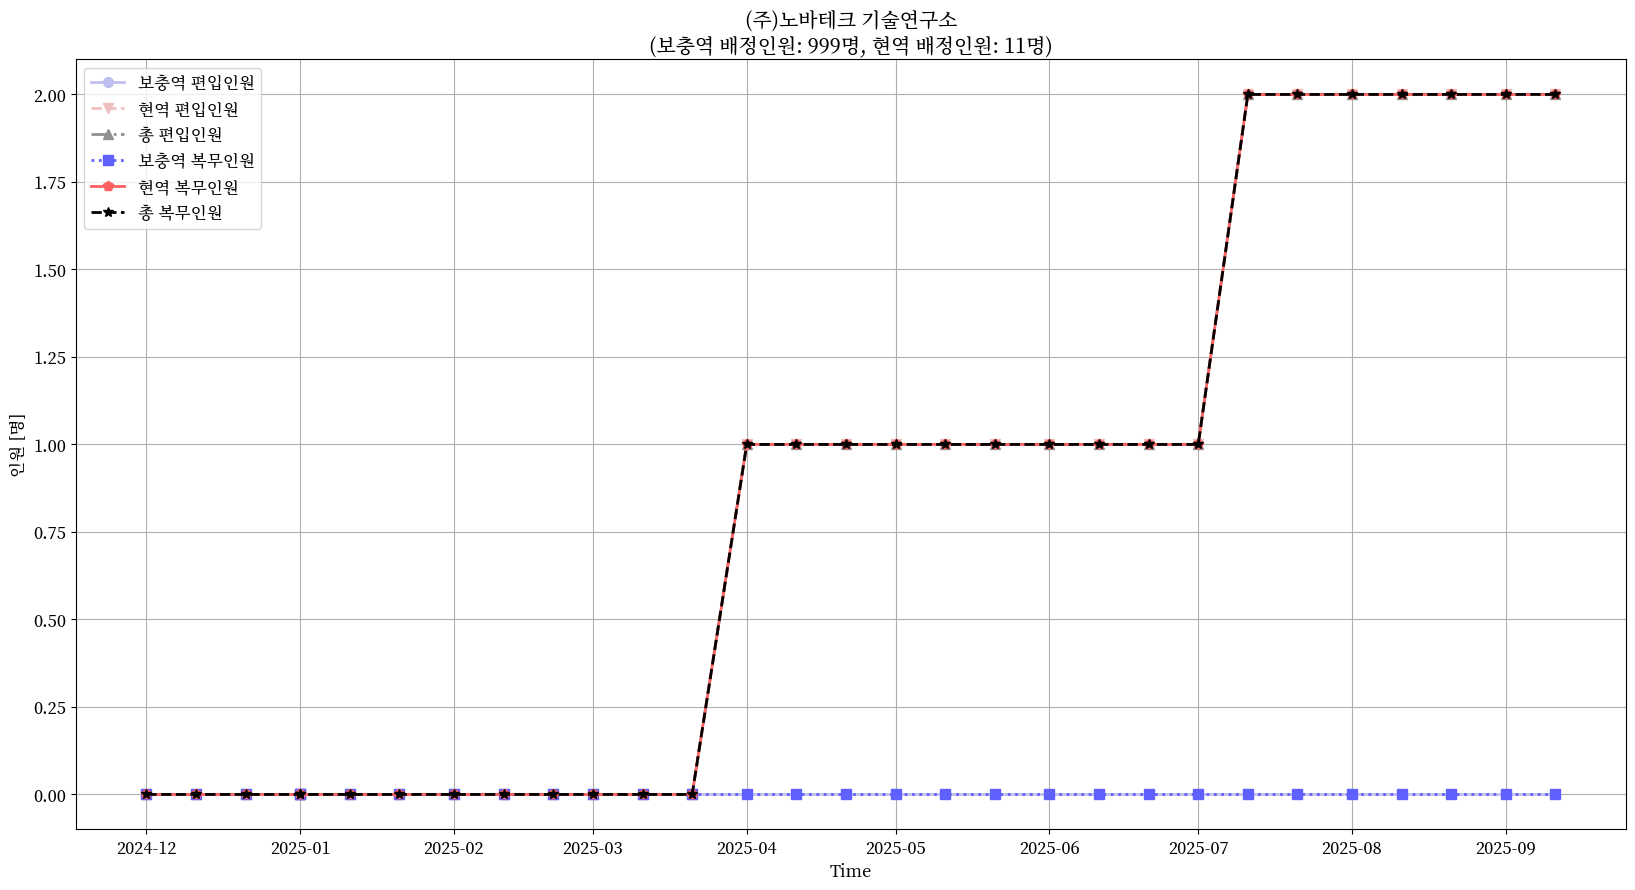 (주)노바테크 기술연구소
(보충역 배정인원: 999명, 현역 배정인원: 11명)
보충역 편입인원
현역 편입인원
총 편입인원
보충역 복무인원
현역 복무인원
총 복무인원
2.00
1.75
1.50
1.25
1.00
0.75
0.50
0.25
0.00
인원 [명]
2024-12 2025-01 2025-02 2025-03 2025-04 2025-05 2025-06 2025-07 2025-08 2025-09
Time